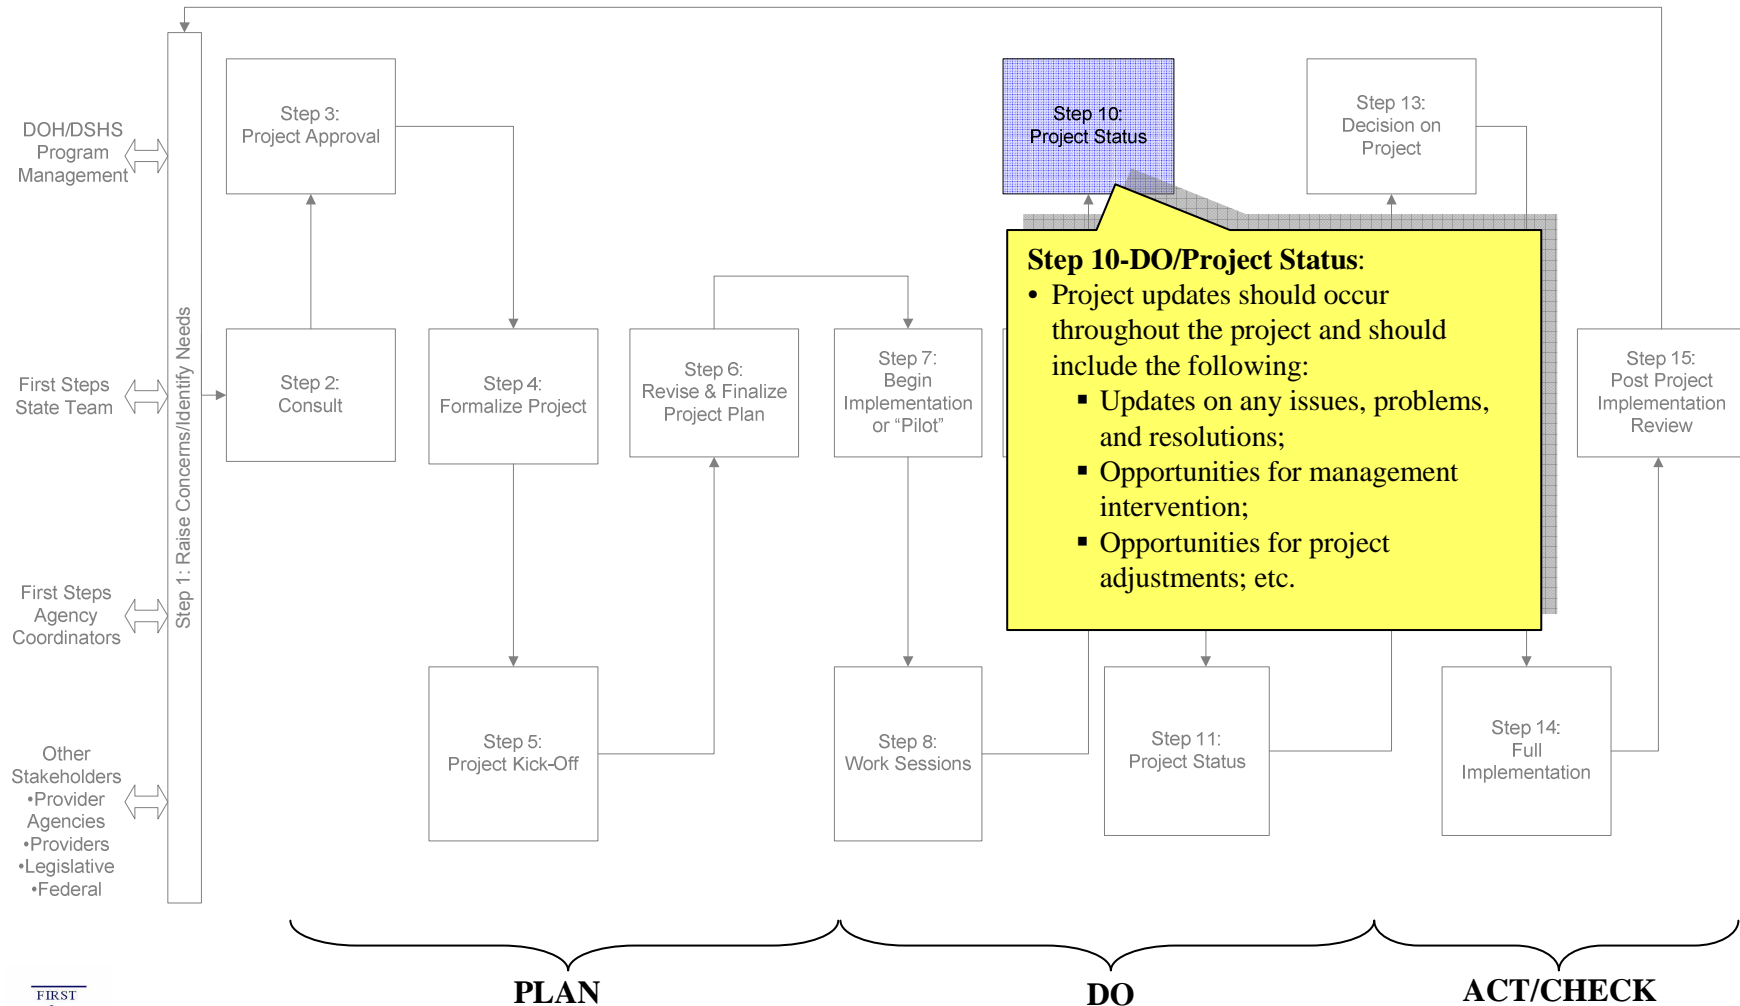 DOH/DSHS
Program
Management
First Steps
State Team
First Steps
Agency
Coordinators
Other
Stakeholders
•Provider
Agencies
•Providers
•Legislative
•Federal
Step 1: Raise Concerns/Identify Needs
Step 2:
Consult
Step 3:
Project Approval
Step 4:
Formalize Project
Step 5:
Project Kick-Off
Step 6:
Revise & Finalize
Project Plan
Step 7:
Begin
Implementation
or “Pilot”
Step 8:
Work Sessions
Step 10:
Project Status
Step 10-DO/Project Status:
• Project updates should occur
throughout the project and should
include the following:
▪ Updates on any issues, problems,
and resolutions;
▪ Opportunities for management
intervention;
▪ Opportunities for project
adjustments; etc.
Step 11:
Project Status
Step 13:
Decision on
Project
Step 14:
Full
Implementation
Step 15:
Post Project
Implementation
Review
PLAN
DO
ACT/CHECK
FIRST